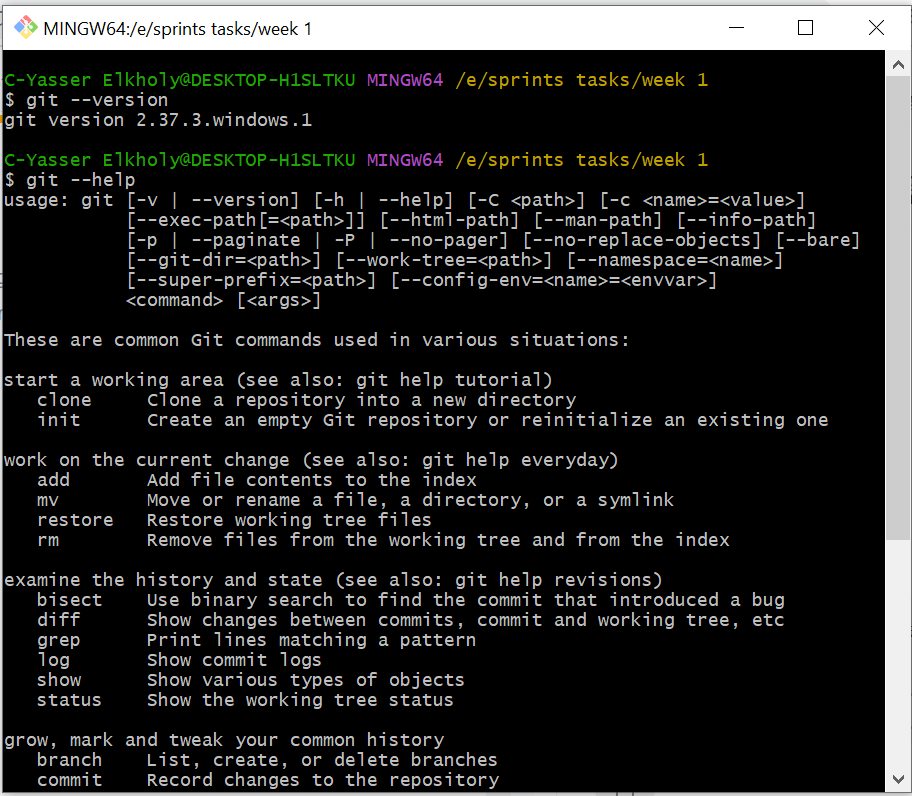 MINGW64:/e/sprints tasks/week 1
C-Yasser Elkholy@DESKTOP-H1SLTKU MINGW64 /e/sprints tasks/week 1
$ git --version
git version 2.37.3.windows.1
C-Yasser Elkholy@DESKTOP-H1SLTKU MINGW64 /e/sprints tasks/week 1
$ git --help
usage: git [-v | --version] [-h | --help] [-C <path>] [-c <name>=<value>]
           [--exec-path[=<path>]] [--html-path] [--man-path] [--info-path]
           [-p | --paginate | -P | --no-pager] [--no-replace-objects] [--bare]
           [--git-dir=<path>] [--work-tree=<path>] [--namespace=<name>]
           [--super-prefix=<path>] [--config-env=<name>=<envvar>]
           <command> [<args>]
These are common Git commands used in various situations:
start a working area (see also: git help tutorial)
   clone     Clone a repository into a new directory
   init      Create an empty Git repository or reinitialize an existing one
work on the current change (see also: git help everyday)
   add       Add file contents to the index
   mv        Move or rename a file, a directory, or a symlink
   restore   Restore working tree files
   rm        Remove files from the working tree and from the index
examine the history and state (see also: git help revisions)
   bisect    Use binary search to find the commit that introduced a bug
   diff      Show changes between commits, commit and working tree, etc
   grep      Print lines matching a pattern
   log       Show commit logs
   show      Show various types of objects
   status    Show the working tree status
grow, mark and tweak your common history
   branch    List, create, or delete branches
   commit    Record changes to the repository